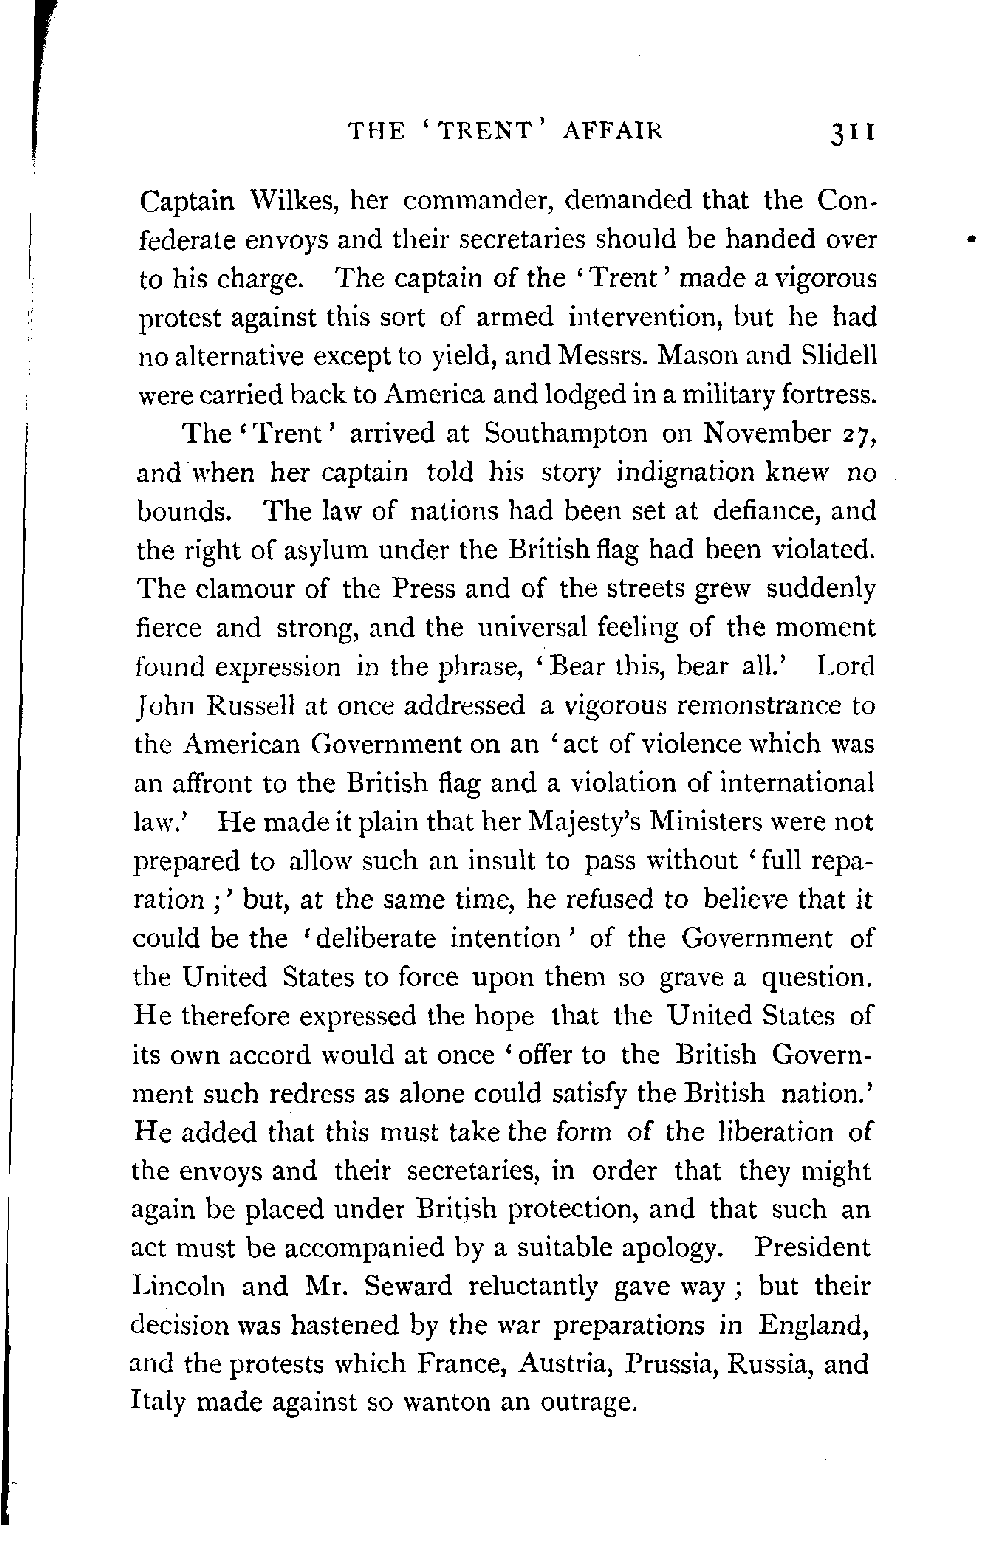 THE ‘ TRENT’ AFFAIR 311
Captain Wilkes, her commander, demanded that the Con-
federate envoys and their secretaries should be handed over
to his charge. The captain of the ‘ Trent ’ made a vigorous
protest against this sort of armed intervention, but he had
no alternative except to yield, and Messrs. Mason and Slidell
were carried back to America and lodged in a military fortress.
The ‘ Trent ’ arrived at Southampton on November 27,
and when her captain told his story indignation knew no
bounds. The law of nations had been set at defiance, and
the right of asylum under the British flag had been violated.
The clamour of the Press and of the streets grew suddenly
fierce and strong, and the universal feeling of the moment
found expression in the phrase, ‘ Bear this, bear all.’ Lord
John Russell at once addressed a vigorous remonstrance to
the American Government on an ‘ act of violence which was
an affront to the British flag and a violation of international
law.’ He made it plain that her Majesty’s Ministers were not
prepared to allow such an insult to pass without ‘ full repa-
ration ; ’ but, at the same time, he refused to believe that it
could be the ‘ deliberate intention ’ of the Government of
the United States to force upon them so grave a question.
He therefore expressed the hope that the United States of
its own accord would at once ‘ offer to the British Govern-
ment such redress as alone could satisfy the British nation.’
He added that this must take the form of the liberation of
the envoys and their secretaries, in order that they might
again be placed under British protection, and that such an
act must be accompanied by a suitable apology. President
Lincoln and Mr. Seward reluctantly gave way ; but their
decision was hastened by the war preparations in England,
and the protests which France, Austria, Prussia, Russia, and
Italy made against so wanton an outrage.